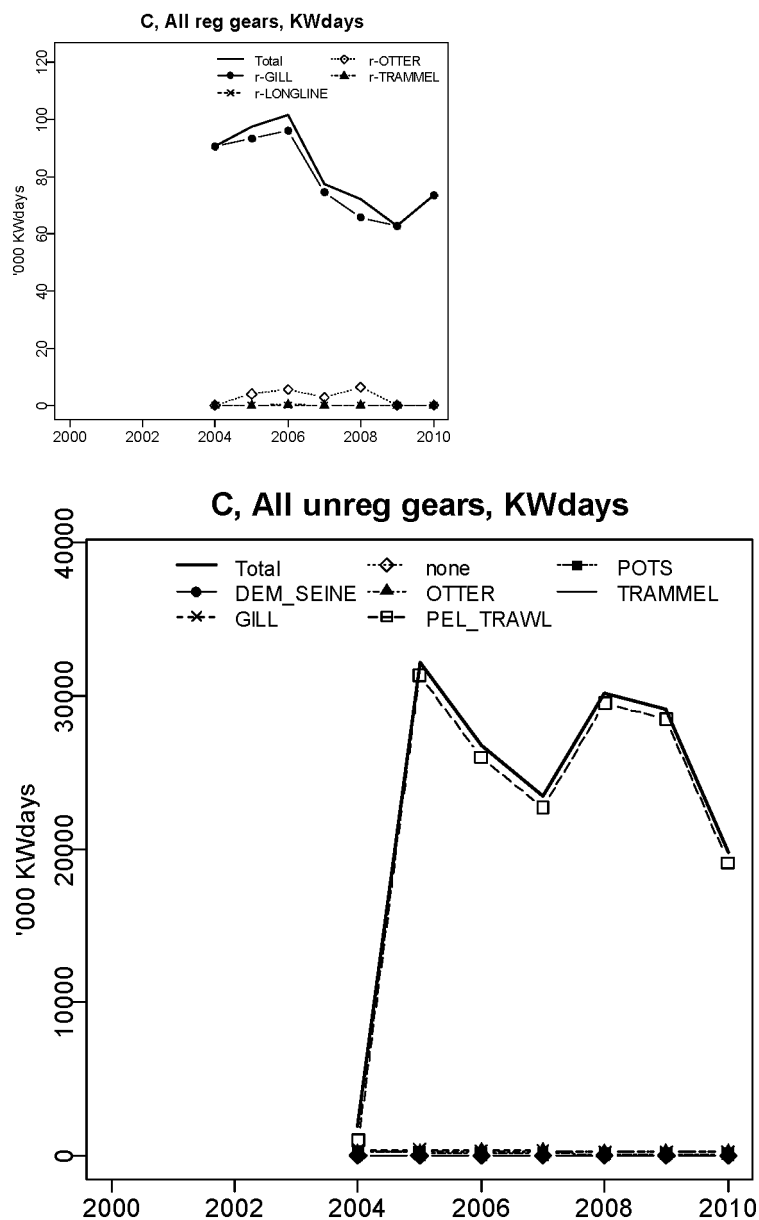 C, All reg gears, KWdays
Total r-OTTER
r-GILL r-TRAMMEL
r-LONGLINE
120
100
80
60
40
20
0
'000 KWdays
2000 2002 2004 2006 2008 2010
C, All unreg gears, KWdays
Total none POTS
DEM_SEINE OTTER TRAMMEL
GILL PEL_TRAWL
40000
30000
20000
10000
0
'000 KWdays
2000 2002 2004 2006 2008 2010